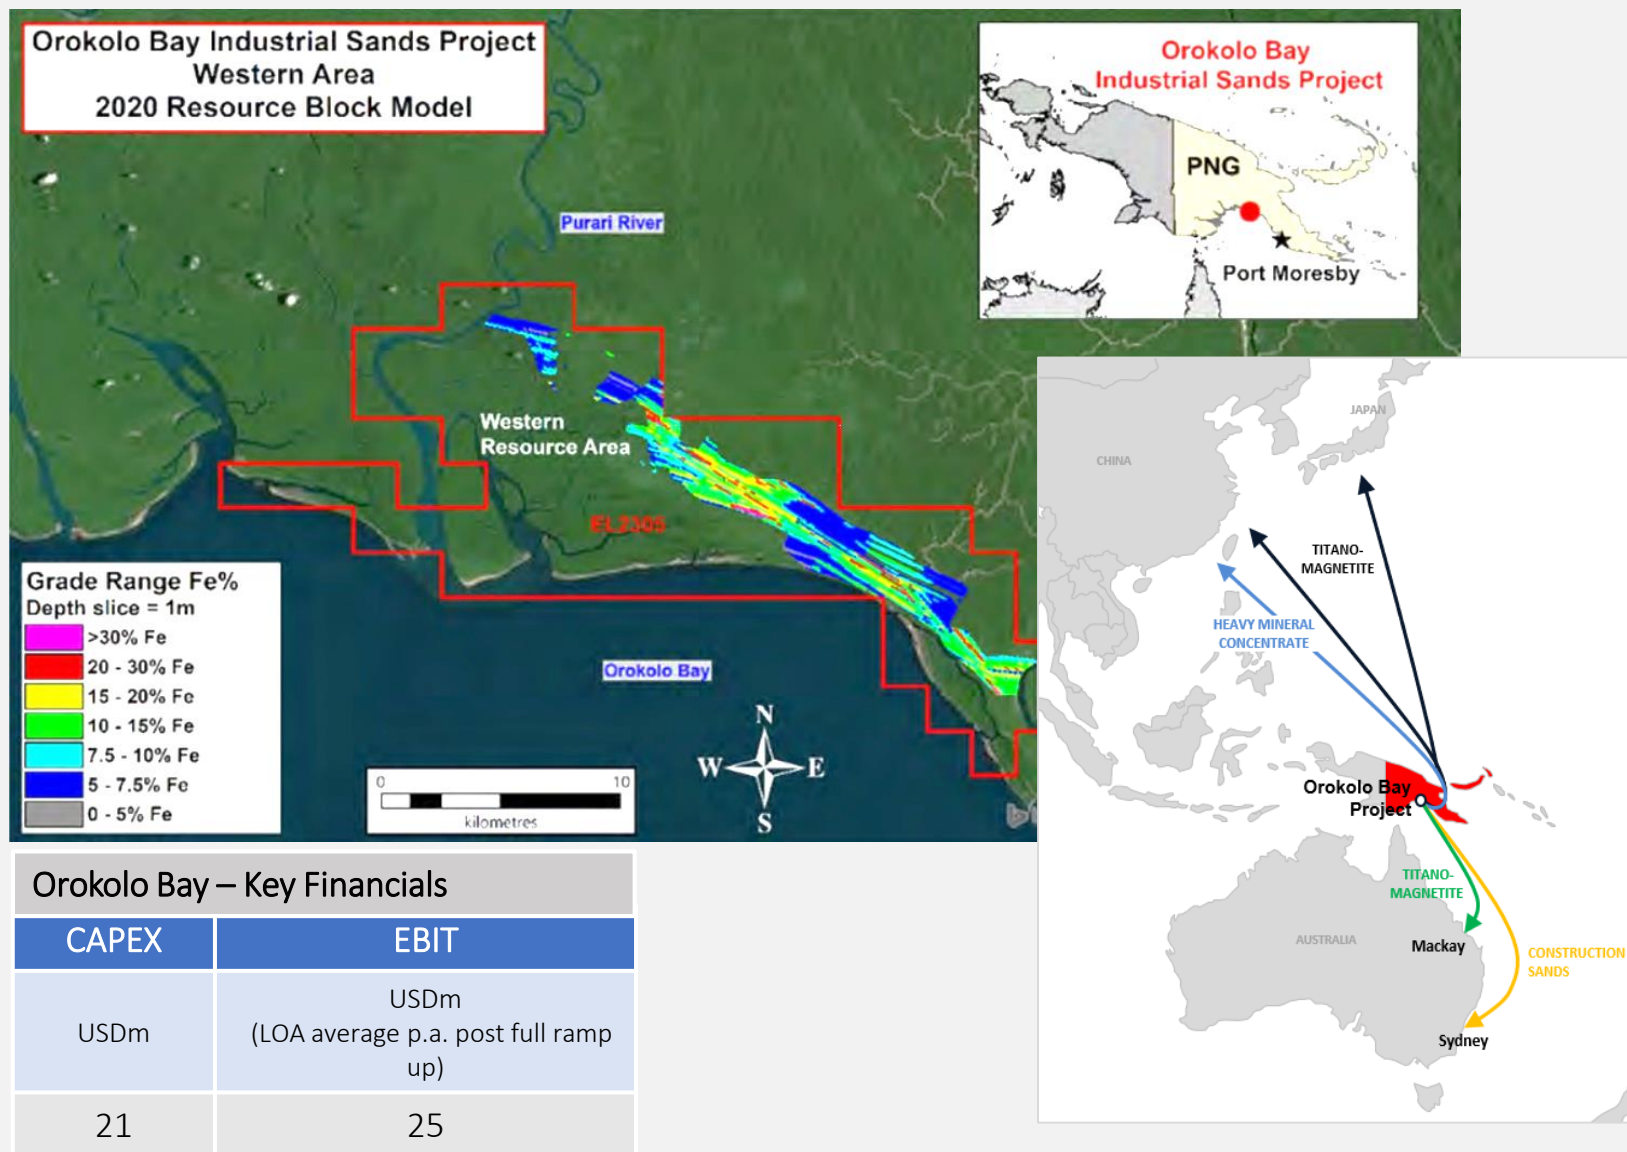 Orokolo Bay Industrial Sands Project
Western Area
2020 Resource Block Model
Orokolo Bay
Industrial Sands Project
PNG
Port Moresby
Purari River
Western
Resource Area
EL2305
Orokolo Bay
Grade Range Fe%
Depth slice = 1m
>30% Fe
20 - 30% Fe
15 - 20% Fe
10 - 15% Fe
7.5 - 10% Fe
5 - 7.5% Fe
0 - 5% Fe
0 10
kilometres
N
W E
S
JAPAN
CHINA
TITANO-
MAGNETITE
HEAVY MINERAL
CONCENTRATE
Orokolo Bay
Project
TITANO-
MAGNETITE
AUSTRALIA
Mackay
CONSTRUCTION
SANDS
Sydney
Orokolo Bay – Key Financials
CAPEX EBIT
USDm
USDm
(LOA average p.a. post full ramp
up)
21 25